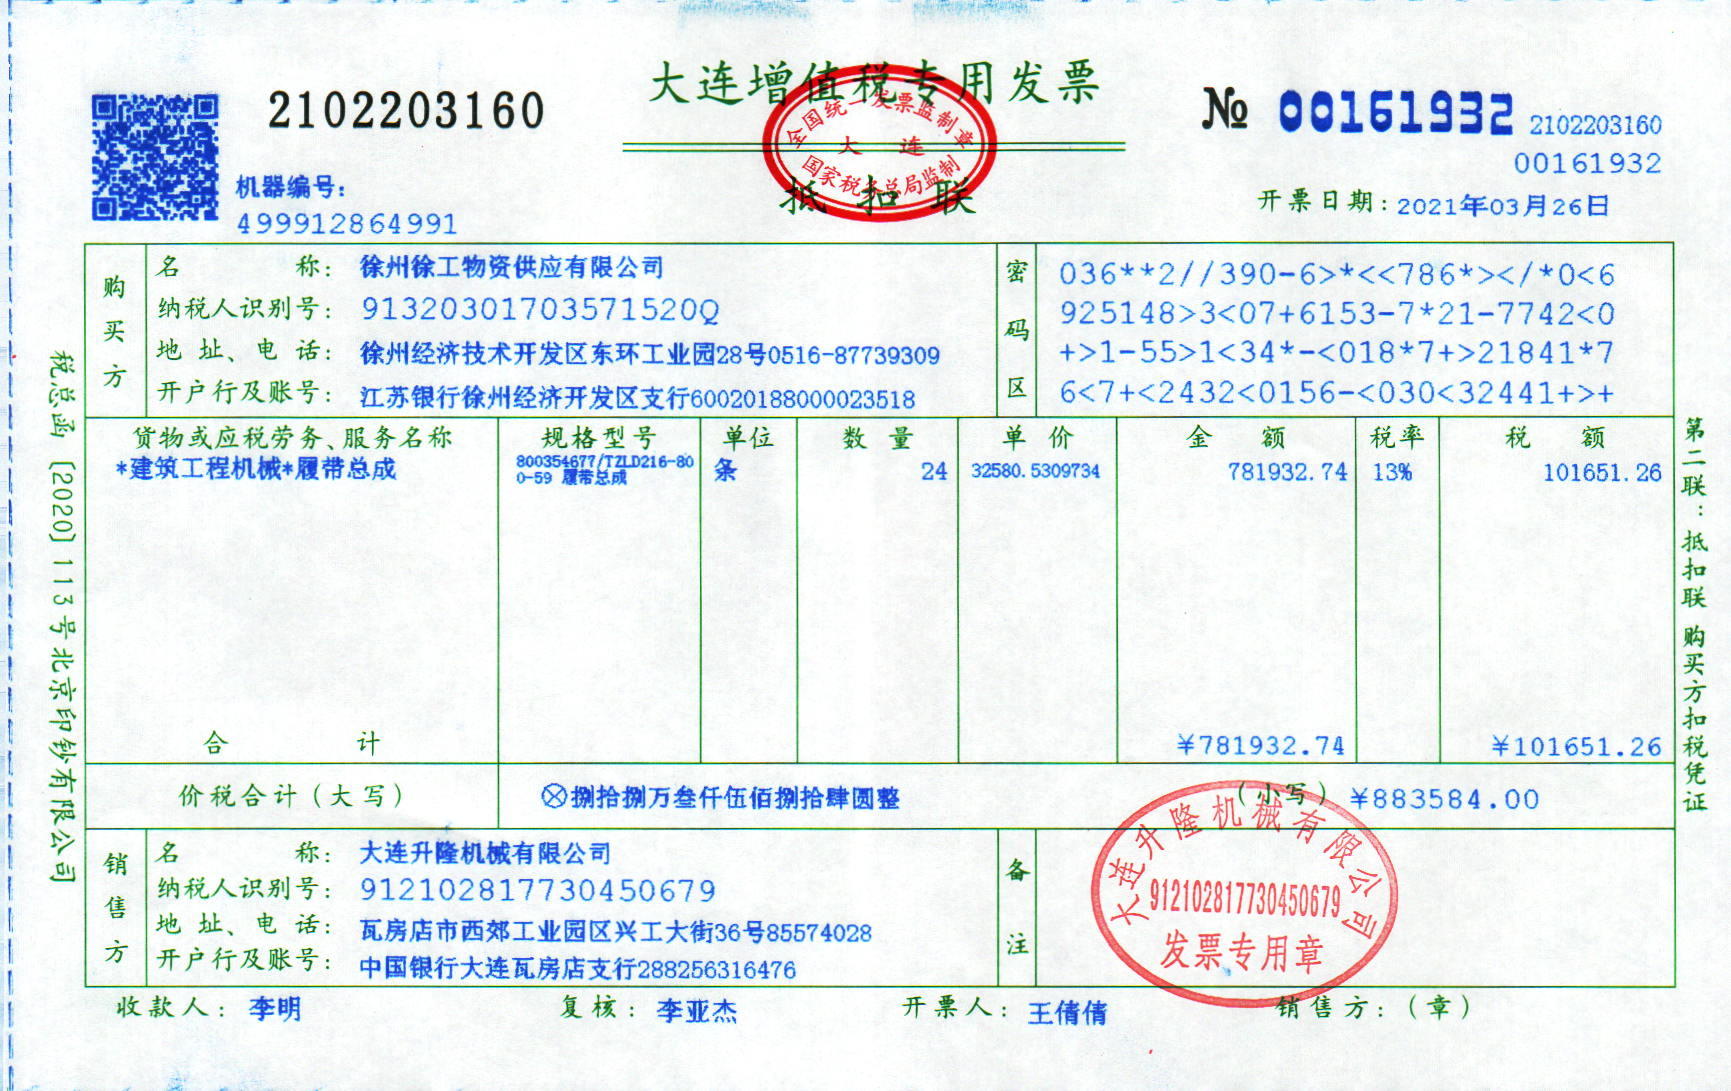 大连增值税专用发票
2102203160
№ 00161932
2102203160
00161932
全国统一发票监制章
大连
国家税务总局监制
抵扣联
机器编号:
499912864991
开票日期: 2021年03月26日
购买方
名称: 徐州徐工物资供应有限公司
纳税人识别号: 91320301703571520Q
地址、电话: 徐州经济技术开发区东环工业园28号0516-87739309
开户行及账号: 江苏银行徐州经济开发区支行60020188000023518
密码区
036**2//390-6>*<<786*></*0<6
925148>3<07+6153-7*21-7742<0
+>1-55>1<34*-<018*7+>21841*7
6<7+<2432<0156-<030<32441+>+
货物或应税劳务、服务名称 规格型号 单位 数量 单价 金额 税率 税额
*建筑工程机械*履带总成 800354677/TZLD216-80 条 24 32580.5309734 781932.74 13% 101651.26
0-59 履带总成
合计 ¥781932.74 ¥101651.26
价税合计(大写) ⊗捌拾捌万叁仟伍佰捌拾肆圆整 (小写) ¥883584.00
销售方
名称: 大连升隆机械有限公司
纳税人识别号: 912102817730450679
地址、电话: 瓦房店市西郊工业园区兴工大街36号85574028
开户行及账号: 中国银行大连瓦房店支行288256316476
备注
大连升隆机械有限公司
912102817730450679
发票专用章
收款人: 李明 复核: 李亚杰 开票人: 王倩倩 销售方:(章)
税总函〔2020〕113号北京印钞有限公司
第二联:抵扣联 购买方扣税凭证